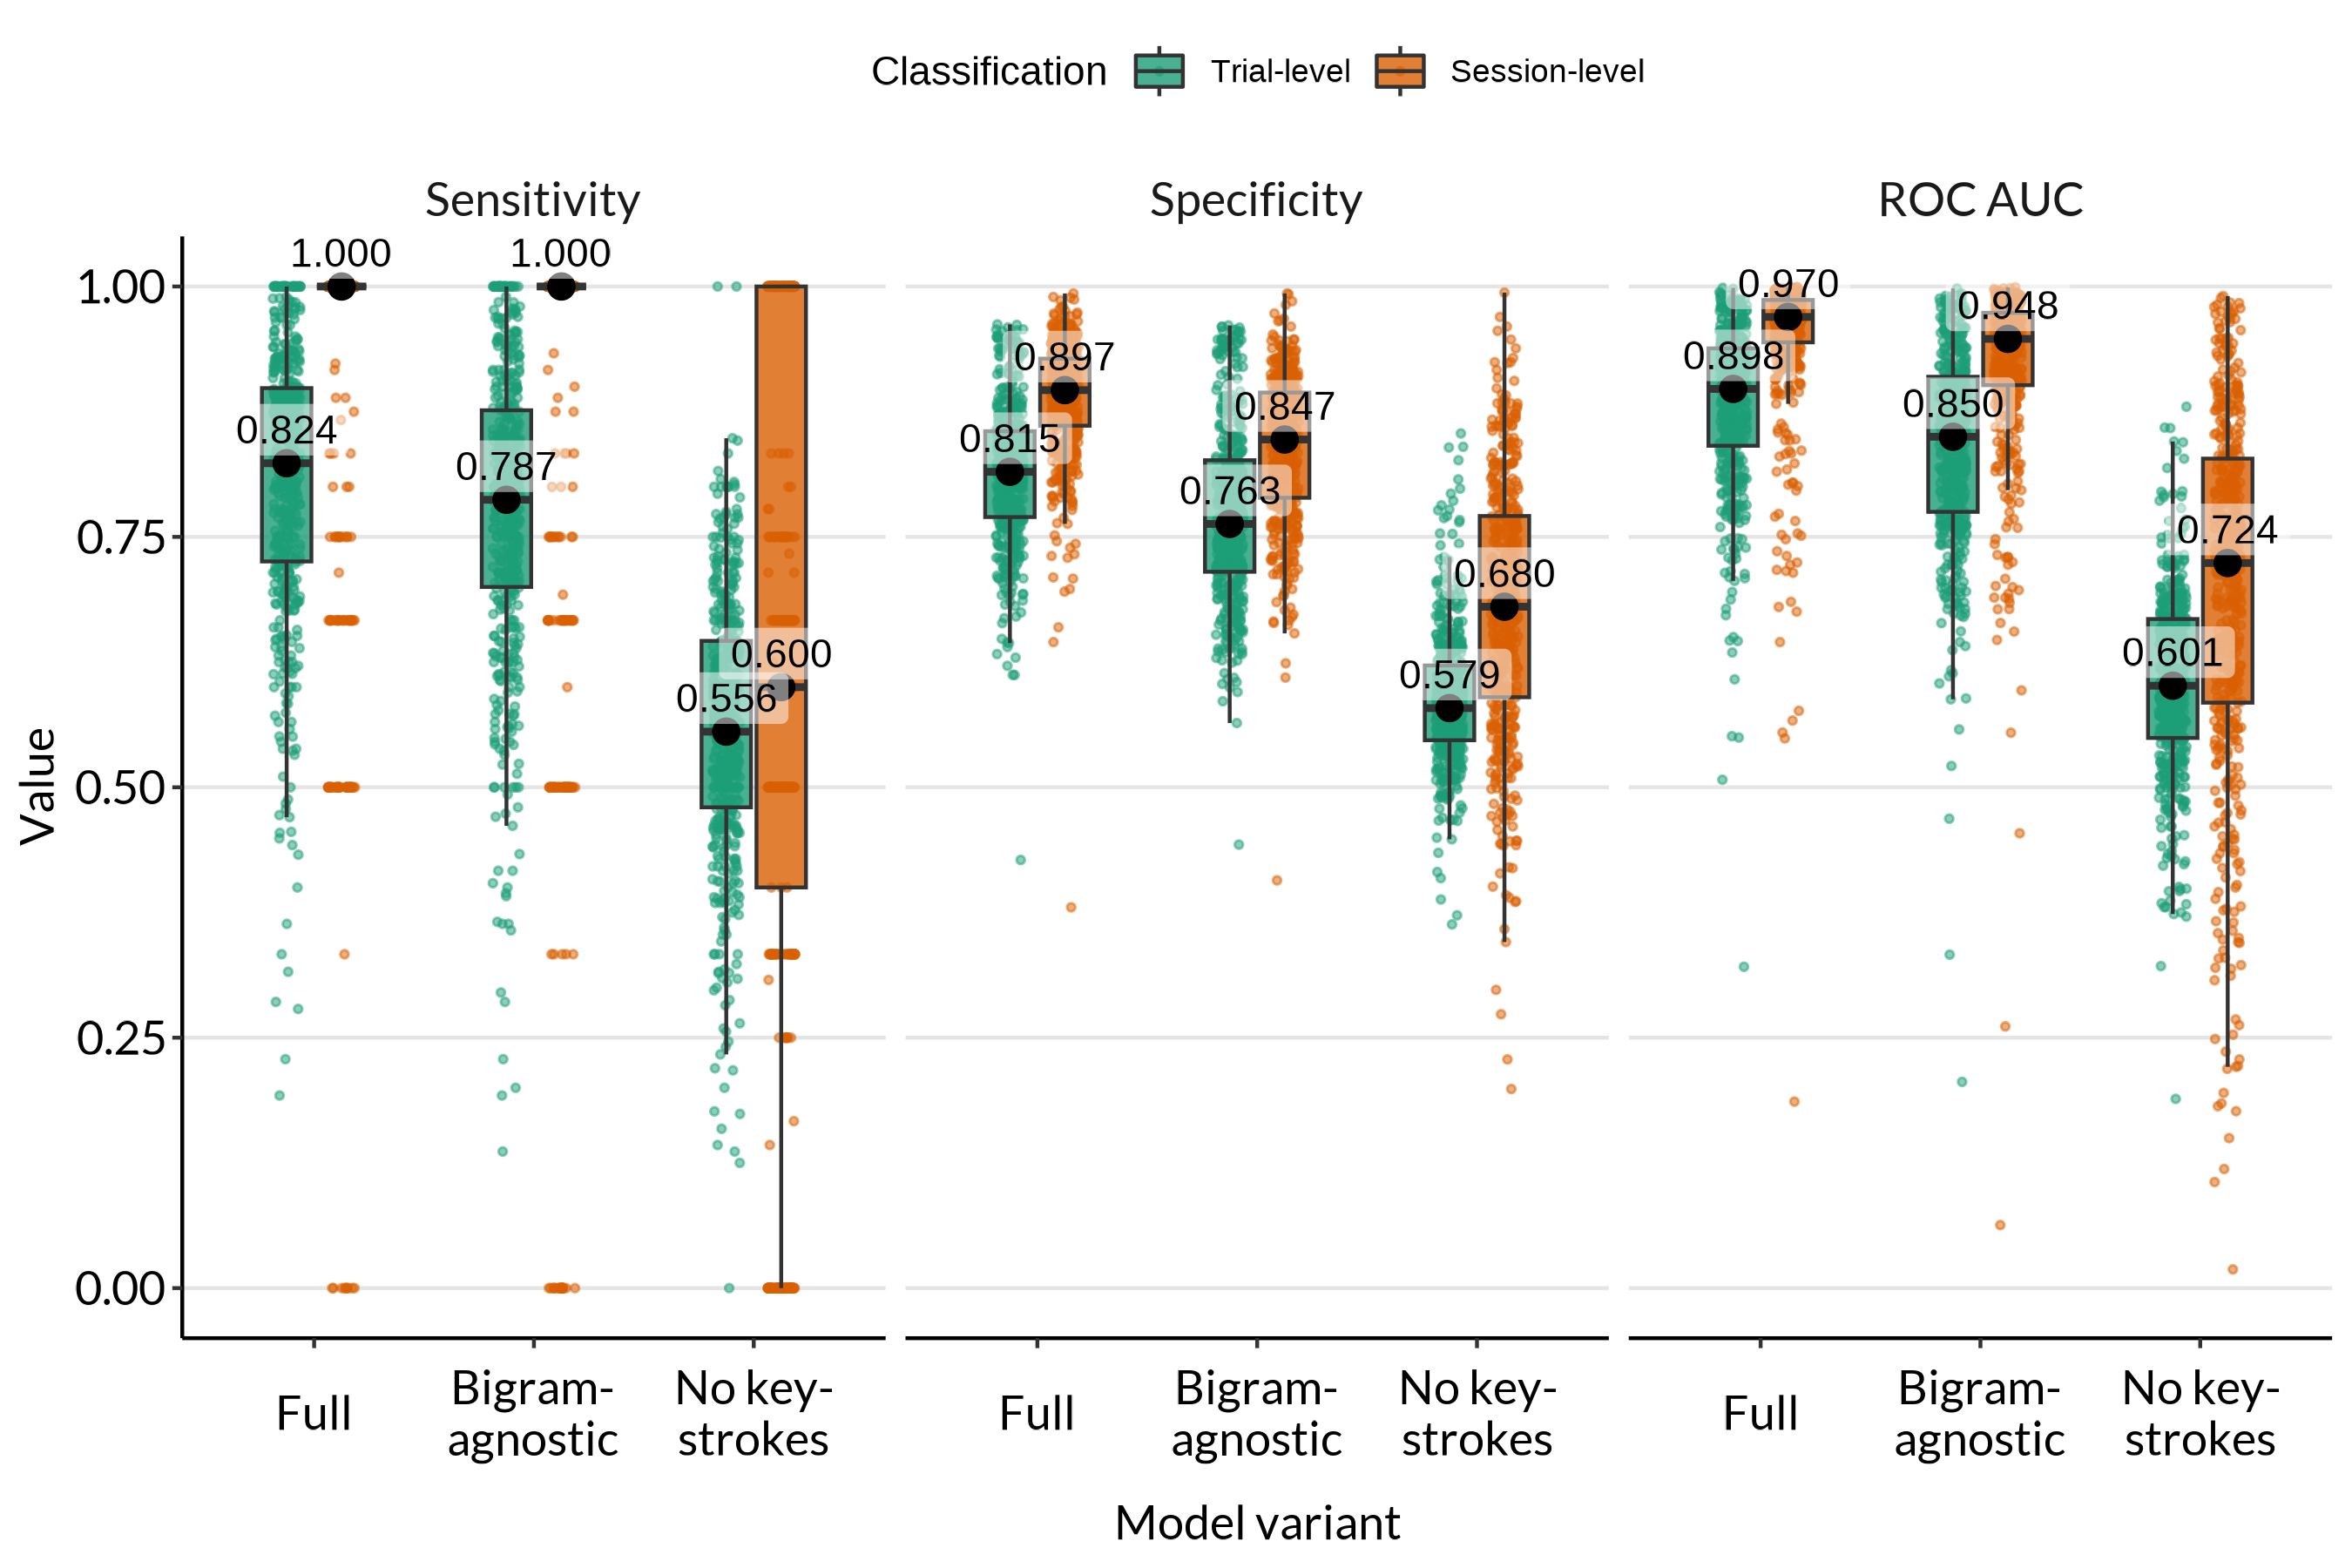 Classification Trial-level Session-level
Sensitivity Specificity ROC AUC
1.000 1.000
0.824 0.787 0.600 0.556
0.897 0.815 0.847 0.763 0.680 0.579
0.970 0.898 0.948 0.850 0.724 0.601
1.00
0.75
0.50
0.25
0.00
Value
Full Bigram- No key- Full Bigram- No key- Full Bigram- No key-
agnostic strokes agnostic strokes agnostic strokes
Model variant